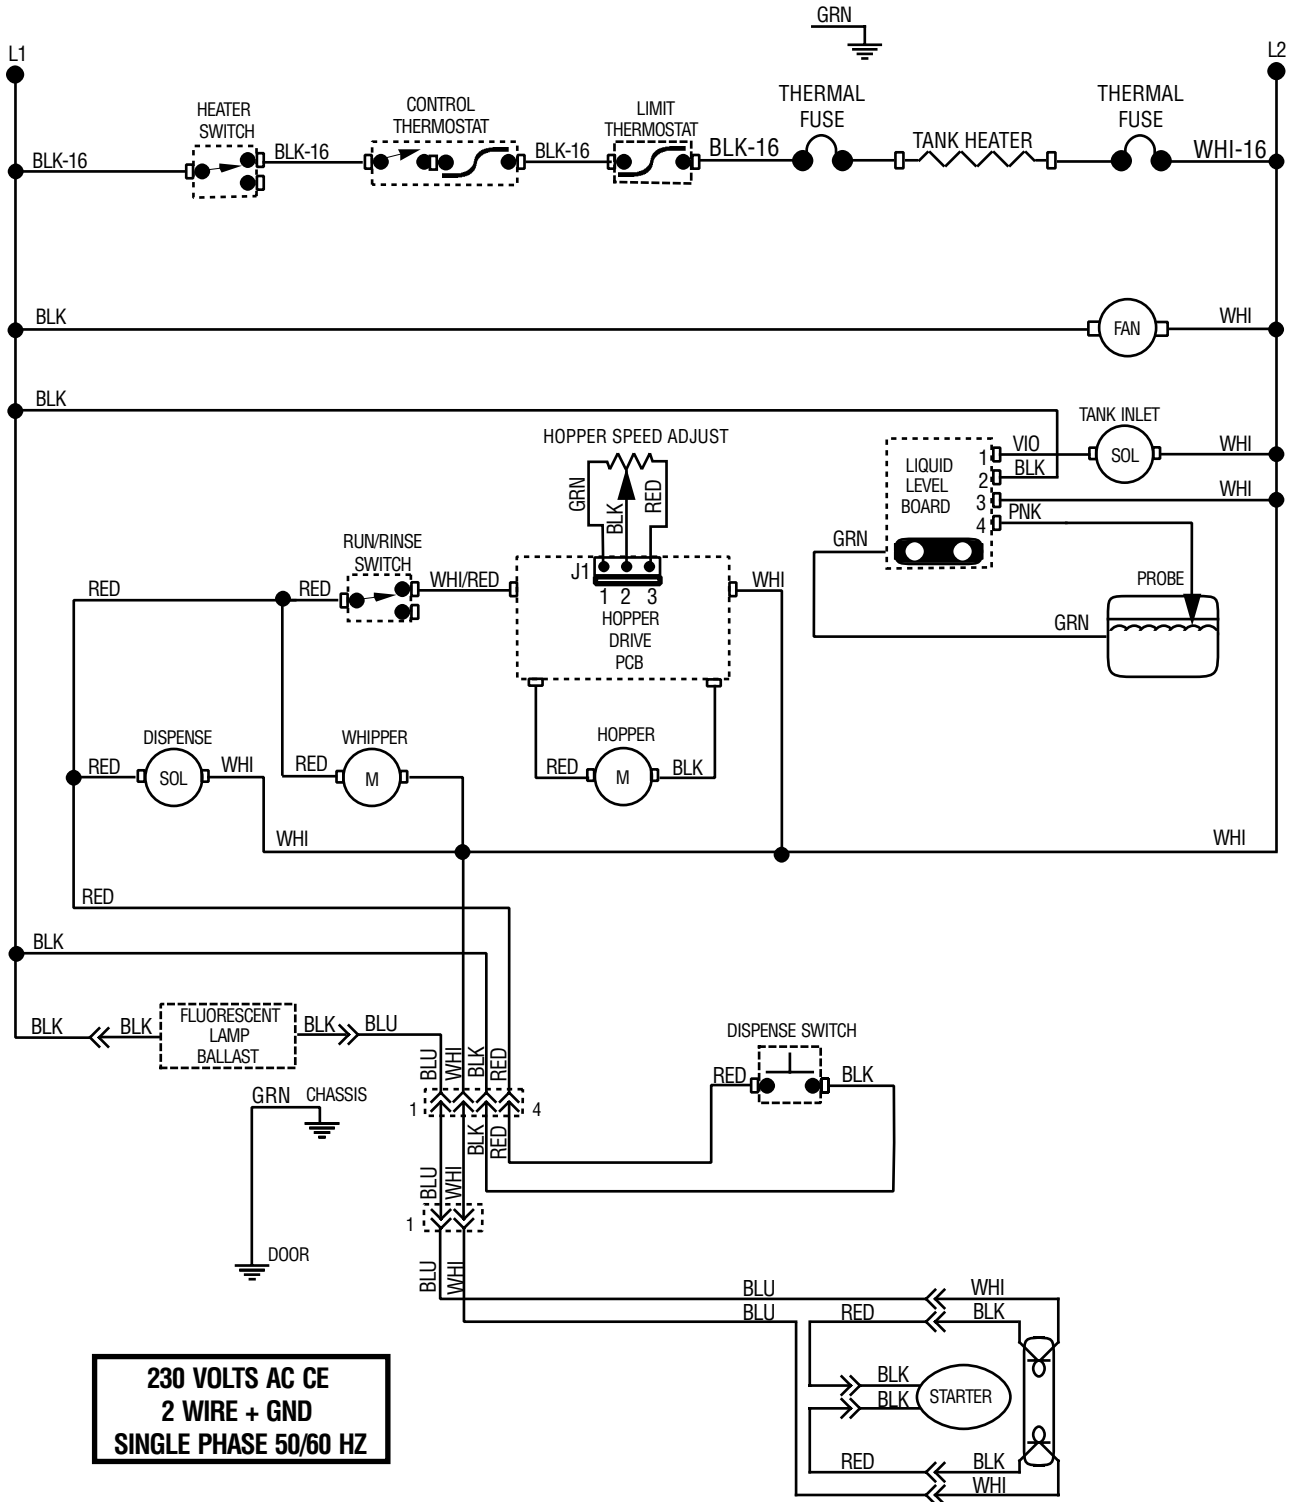 GRN
L1
L2
HEATER
SWITCH
CONTROL
THERMOSTAT
LIMIT
THERMOSTAT
THERMAL
FUSE
THERMAL
FUSE
BLK-16
BLK-16
BLK-16
BLK-16
TANK HEATER
WHI-16
BLK
FAN
WHI
BLK
TANK INLET
HOPPER SPEED ADJUST
LIQUID
LEVEL
BOARD
1
2
3
4
VIO
BLK
SOL
WHI
WHI
PNK
GRN
PROBE
GRN
GRN
BLK
RED
RUN/RINSE
SWITCH
J1
1 2 3
HOPPER
DRIVE
PCB
RED
RED
WHI/RED
WHI
DISPENSE
WHIPPER
HOPPER
RED
SOL
WHI
RED
M
RED
M
BLK
WHI
WHI
RED
BLK
BLK
BLK
FLUORESCENT
LAMP
BALLAST
BLK
BLU
DISPENSE SWITCH
RED
BLK
BLU
WHI
BLK
RED
GRN
CHASSIS
1
4
BLK
RED
BLU
WHI
1
DOOR
BLU
WHI
BLU
WHI
BLU
RED
BLK
BLK
BLK
STARTER
RED
BLK
WHI
230 VOLTS AC CE
2 WIRE + GND
SINGLE PHASE 50/60 HZ